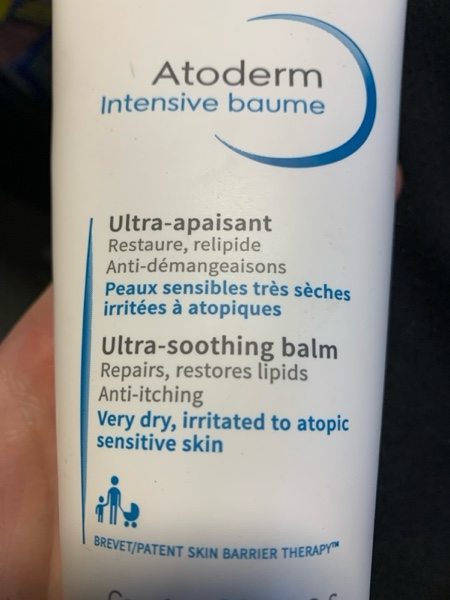 Atoderm
Intensive baume
Ultra-apaisant
Restaure, relipide
Anti-démangeaisons
Peaux sensibles très sèches
irritées à atopiques
Ultra-soothing balm
Repairs, restores lipids
Anti-itching
Very dry, irritated to atopic
sensitive skin
BREVET/PATENT SKIN BARRIER THERAPY™